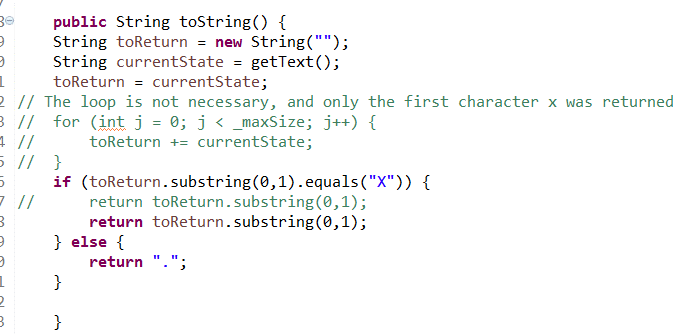 public String toString() {
String toReturn = new String("");
String currentState = getText();
toReturn = currentState;
// The loop is not necessary, and only the first character x was returned
// for (int j = 0; j < _maxSize; j++) {
// toReturn += currentState;
// }
if (toReturn.substring(0,1).equals("X")) {
// return toReturn.substring(0,1);
return toReturn.substring(0,1);
} else {
return ".";
}
}